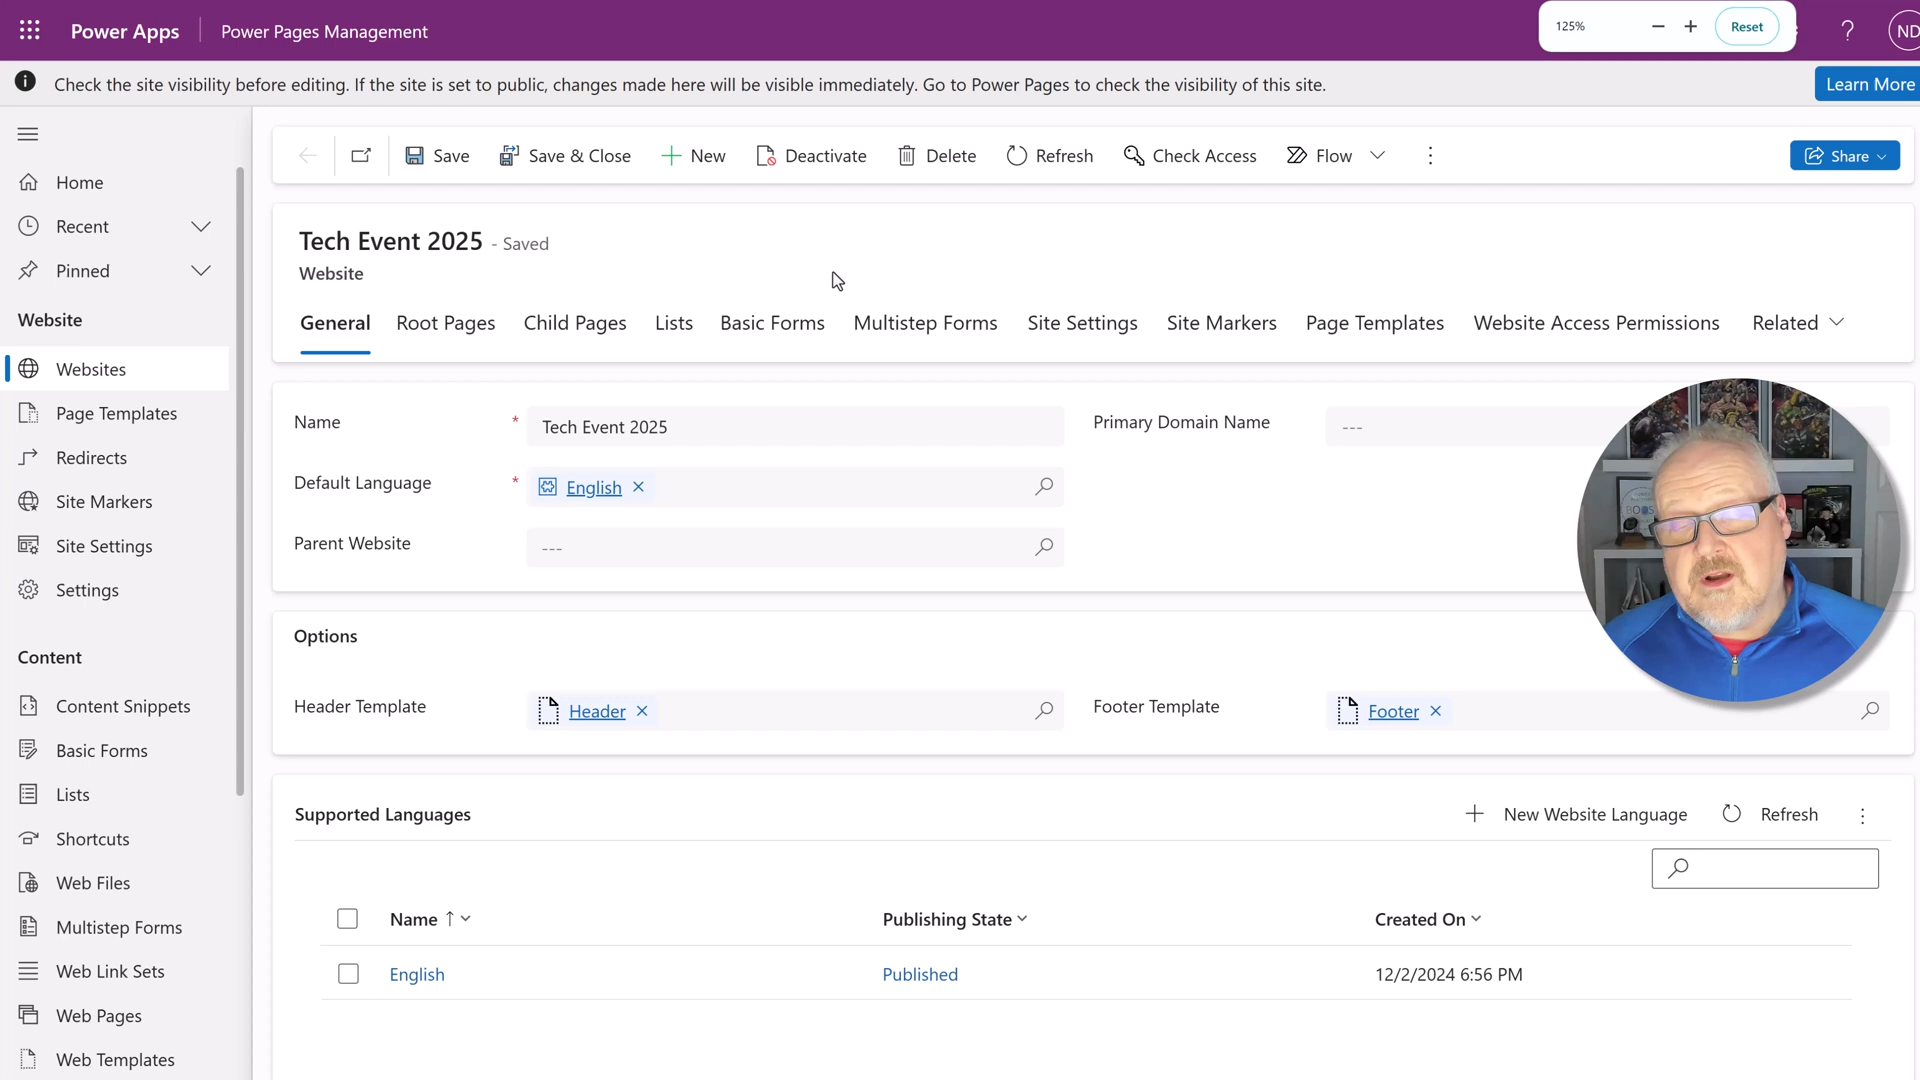 Power Apps
Power Pages Management
125%
Reset
?
ND
Check the site visibility before editing. If the site is set to public, changes made here will be visible immediately. Go to Power Pages to check the visibility of this site.
Learn More
Save
Save & Close
New
Deactivate
Delete
Refresh
Check Access
Flow
Share
Home
Recent
Pinned
Website
Websites
Page Templates
Redirects
Site Markers
Site Settings
Settings
Content
Content Snippets
Basic Forms
Lists
Shortcuts
Web Files
Multistep Forms
Web Link Sets
Web Pages
Web Templates
Tech Event 2025 - Saved
Website
General
Root Pages
Child Pages
Lists
Basic Forms
Multistep Forms
Site Settings
Site Markers
Page Templates
Website Access Permissions
Related
Name * Tech Event 2025
Primary Domain Name ---
Default Language * English
Parent Website ---
Options
Header Template Header
Footer Template Footer
Supported Languages
New Website Language
Refresh
Name
Publishing State
Created On
English
Published
12/2/2024 6:56 PM